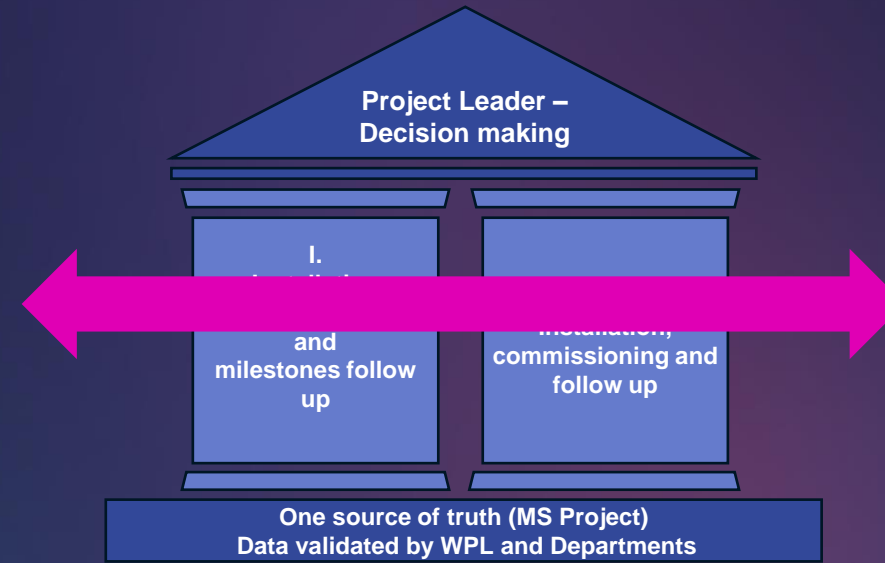 Project Leader –
Decision making
I.
and
milestones follow
up
installation,
commissioning and
follow up
One source of truth (MS Project)
Data validated by WPL and Departments